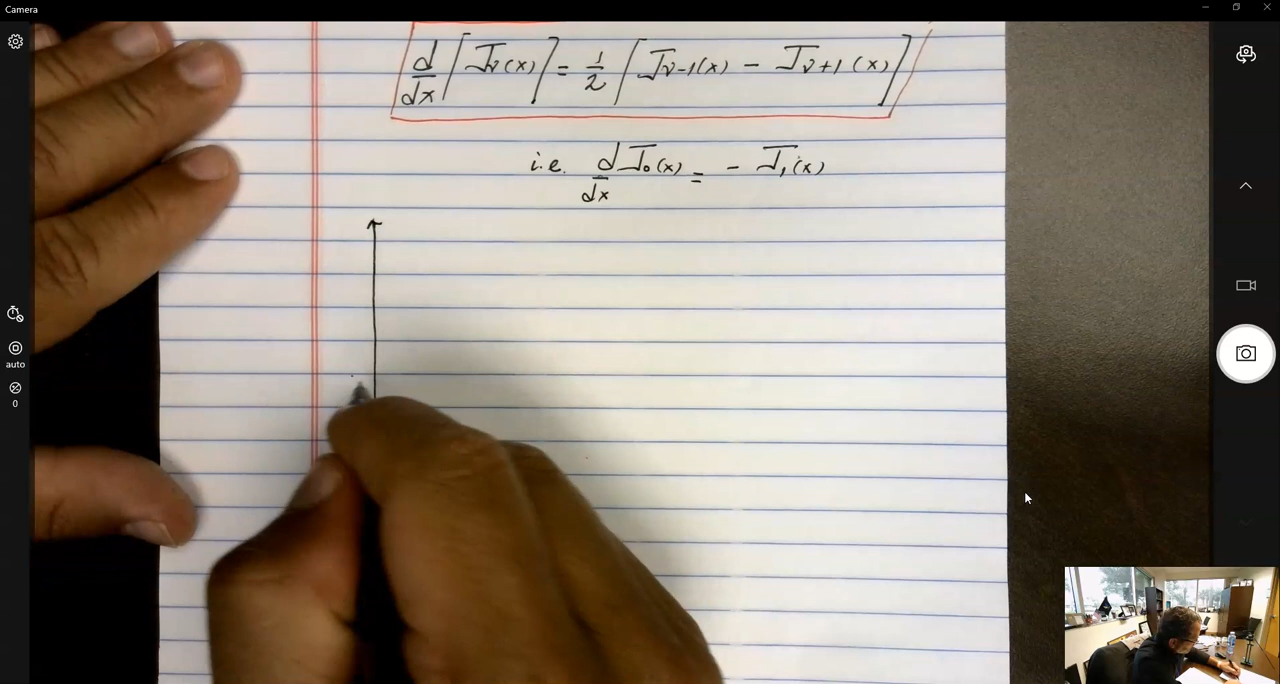 Camera
d/dx [Jν(x)] = 1/2 [Jν-1(x) - Jν+1(x)]
i.e. d/dx J₀(x) = - J₁(x)
auto
0